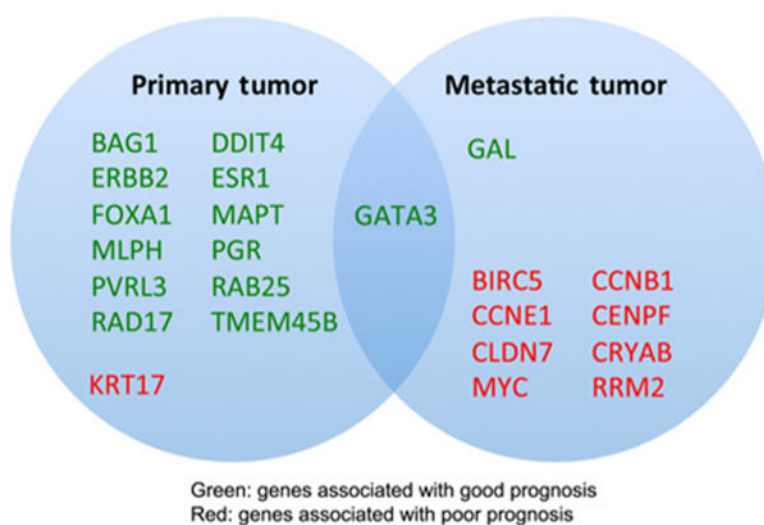 Primary tumor
Metastatic tumor
BAG1 DDIT4
ERBB2 ESR1
FOXA1 MAPT
MLPH PGR
PVRL3 RAB25
RAD17 TMEM45B
KRT17
GATA3
GAL
BIRC5 CCNB1
CCNE1 CENPF
CLDN7 CRYAB
MYC RRM2
Green: genes associated with good prognosis
Red: genes associated with poor prognosis